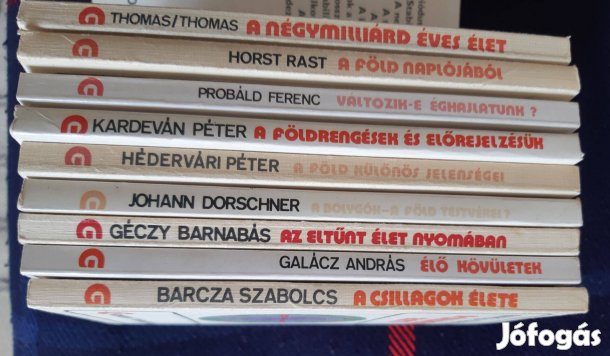 THOMAS/THOMAS A NÉGYMILLIÁRD ÉVES ÉLET
HORST RAST A FÖLD NAPLÓJÁBÓL
PROBÁLD FERENC VÁLTOZIK-E ÉGHAJLATUNK?
KARDEVÁN PÉTER A FÖLDRENGÉSEK ÉS ELŐREJELZÉSÜK
HÉDERVÁRI PÉTER A FÖLD KÜLÖNÖS JELENSÉGEI
JOHANN DORSCHNER A BOLYGÓK-A FÖLD TESTVÉREI?
GÉCZY BARNABÁS AZ ELTŰNT ÉLET NYOMÁBAN
GALÁCZ ANDRÁS ÉLŐ KÖVÜLETEK
BARCZA SZABOLCS A CSILLAGOK ÉLETE
Jófogás